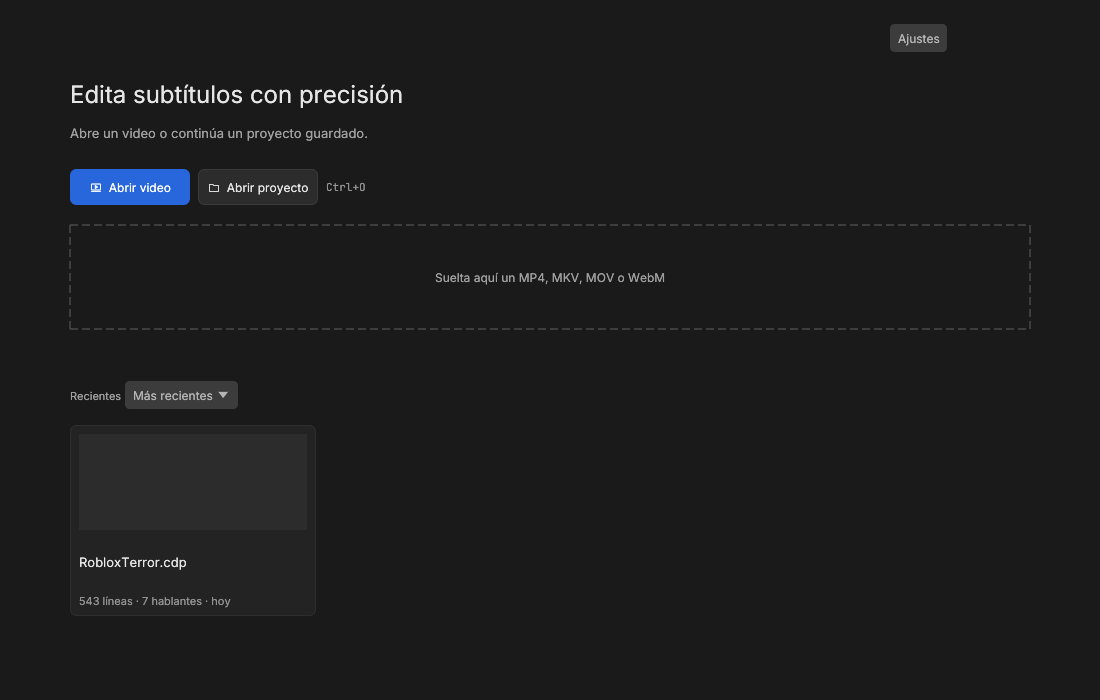 Ajustes
Edita subtítulos con precisión
Abre un video o continúa un proyecto guardado.
Abrir video Abrir proyecto Ctrl+O
Suelta aquí un MP4, MKV, MOV o WebM
Recientes Más recientes
RobloxTerror.cdp
543 líneas · 7 hablantes · hoy